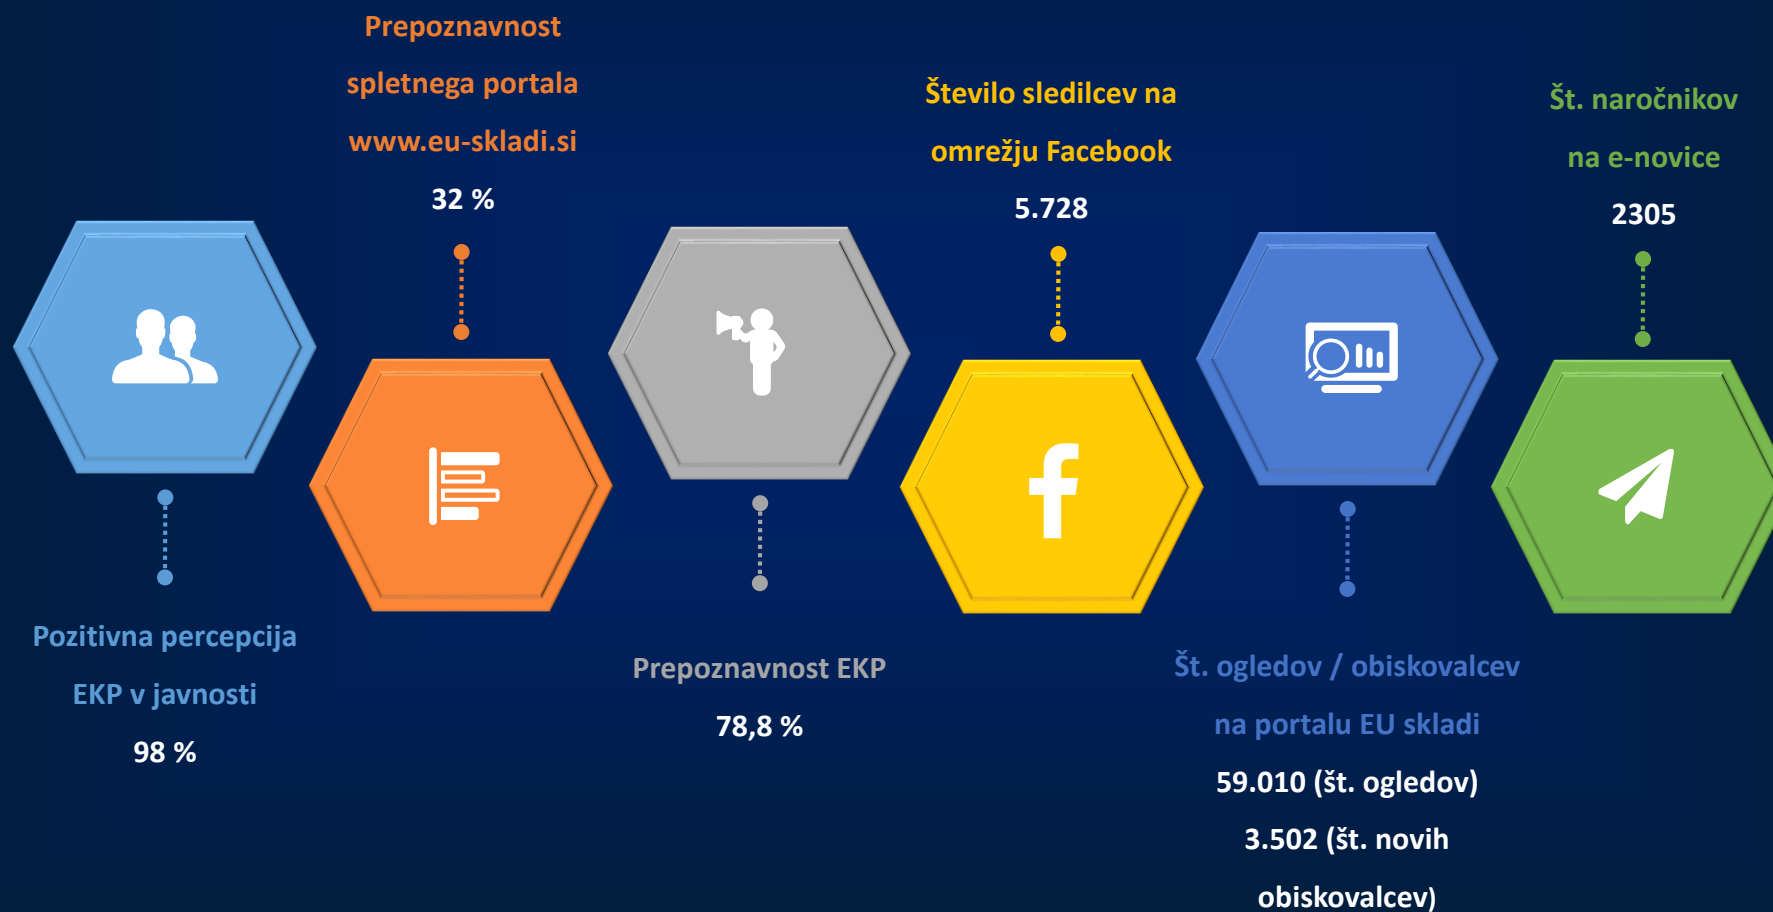 Pozitivna percepcija
EKP v javnosti
98 %
Prepoznavnost
spletnega portala
www.eu-skladi.si
32 %
Prepoznavnost EKP
78,8 %
Število sledilcev na
omrežju Facebook
5.728
Št. ogledov / obiskovalcev
na portalu EU skladi
59.010 (št. ogledov)
3.502 (št. novih
obiskovalcev)
Št. naročnikov
na e-novice
2305